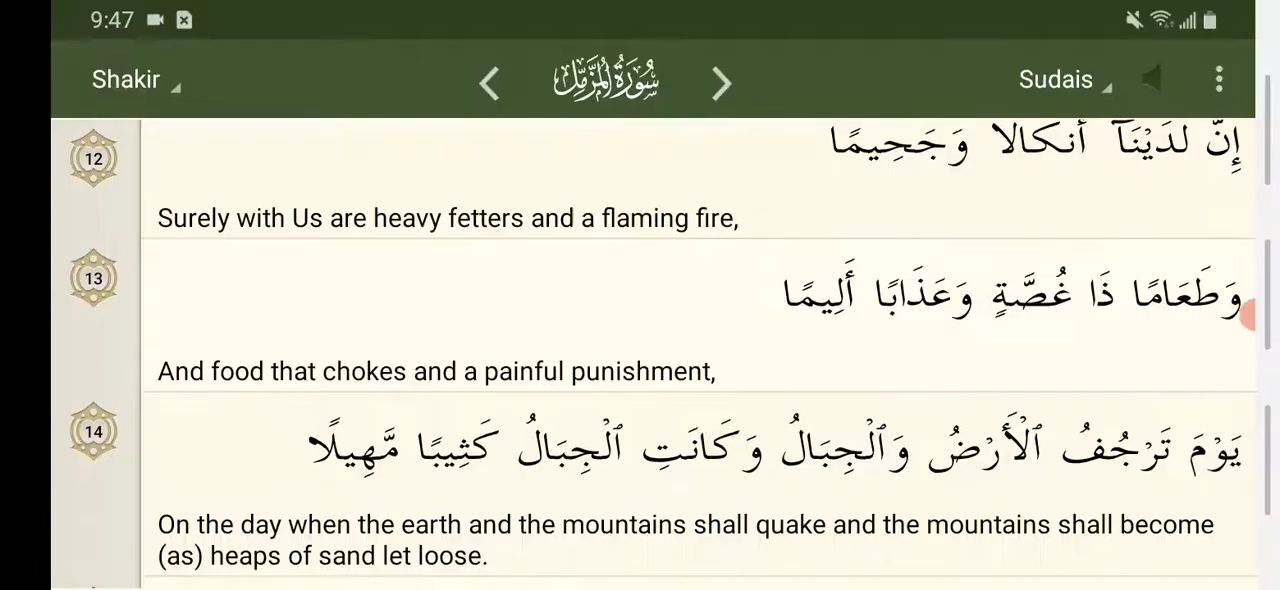 9:47
Shakir
سُورَةُ المُزَّمِّل
Sudais
12
إِنَّ لَدَيْنَآ أَنكَالًا وَجَحِيمًا
Surely with Us are heavy fetters and a flaming fire,
13
وَطَعَامًا ذَا غُصَّةٍ وَعَذَابًا أَلِيمًا
And food that chokes and a painful punishment,
14
يَوْمَ تَرْجُفُ ٱلْأَرْضُ وَٱلْجِبَالُ وَكَانَتِ ٱلْجِبَالُ كَثِيبًا مَّهِيلًا
On the day when the earth and the mountains shall quake and the mountains shall become
(as) heaps of sand let loose.